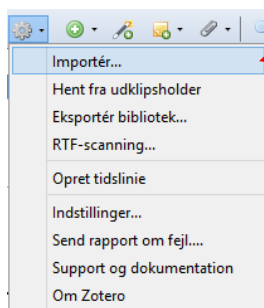 Importér...
Hent fra udklipsholder
Eksportér bibliotek...
RTF-scanning...
Opret tidslinie
Indstillinger...
Send rapport om fejl....
Support og dokumentation
Om Zotero